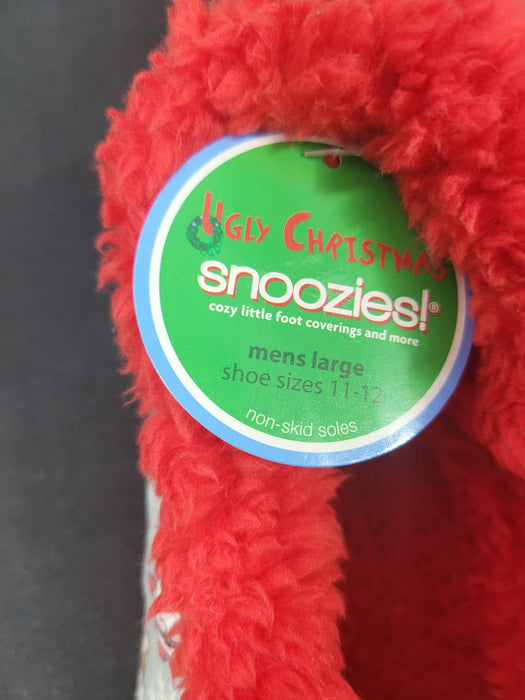 Ugly Christmas
snoozies!®
cozy little foot coverings and more
mens large
shoe sizes 11-12
non-skid soles